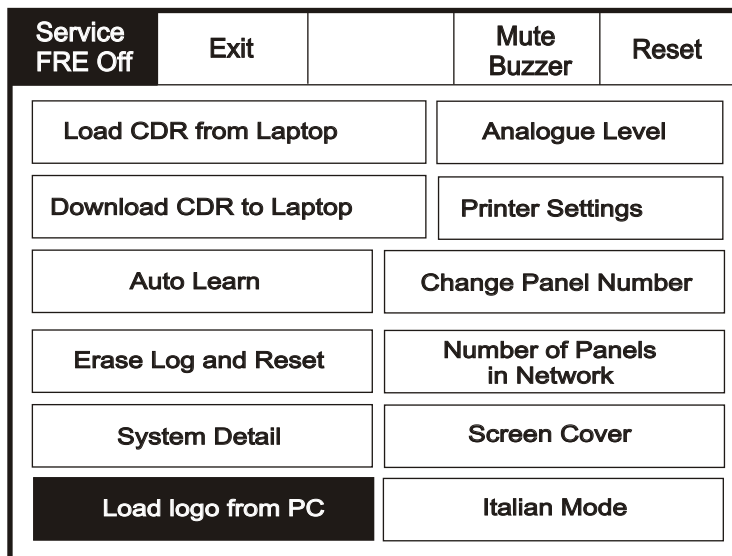 Service
FRE Off
Exit
Mute
Buzzer
Reset
Load CDR from Laptop
Analogue Level
Download CDR to Laptop
Printer Settings
Auto Learn
Change Panel Number
Erase Log and Reset
Number of Panels
in Network
System Detail
Screen Cover
Load logo from PC
Italian Mode